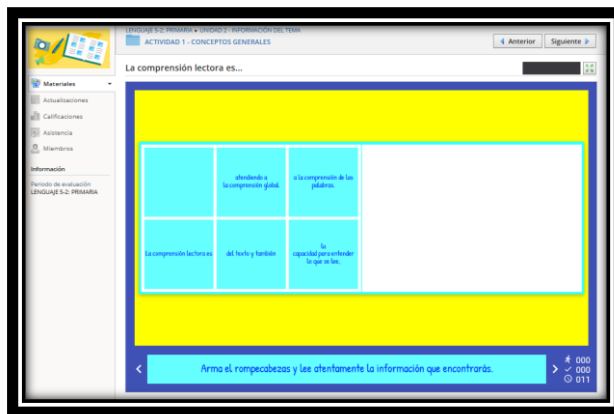 LENGUAJE 5-2: PRIMARIA ▸ UNIDAD 2 - INFORMACIÓN DEL TEMA
ACTIVIDAD 1 - CONCEPTOS GENERALES
Anterior
Siguiente
La comprensión lectora es...
Materiales
Actualizaciones
Calificaciones
Asistencia
Miembros
Información
Periodo de evaluación
LENGUAJE 5-2: PRIMARIA
atendiendo a
la comprensión global
a la comprensión de las
palabras.
La comprensión lectora es
del texto y también
la
capacidad para entender
lo que se lee,
Arma el rompecabezas y lee atentamente la información que encontrarás.
000
000
011